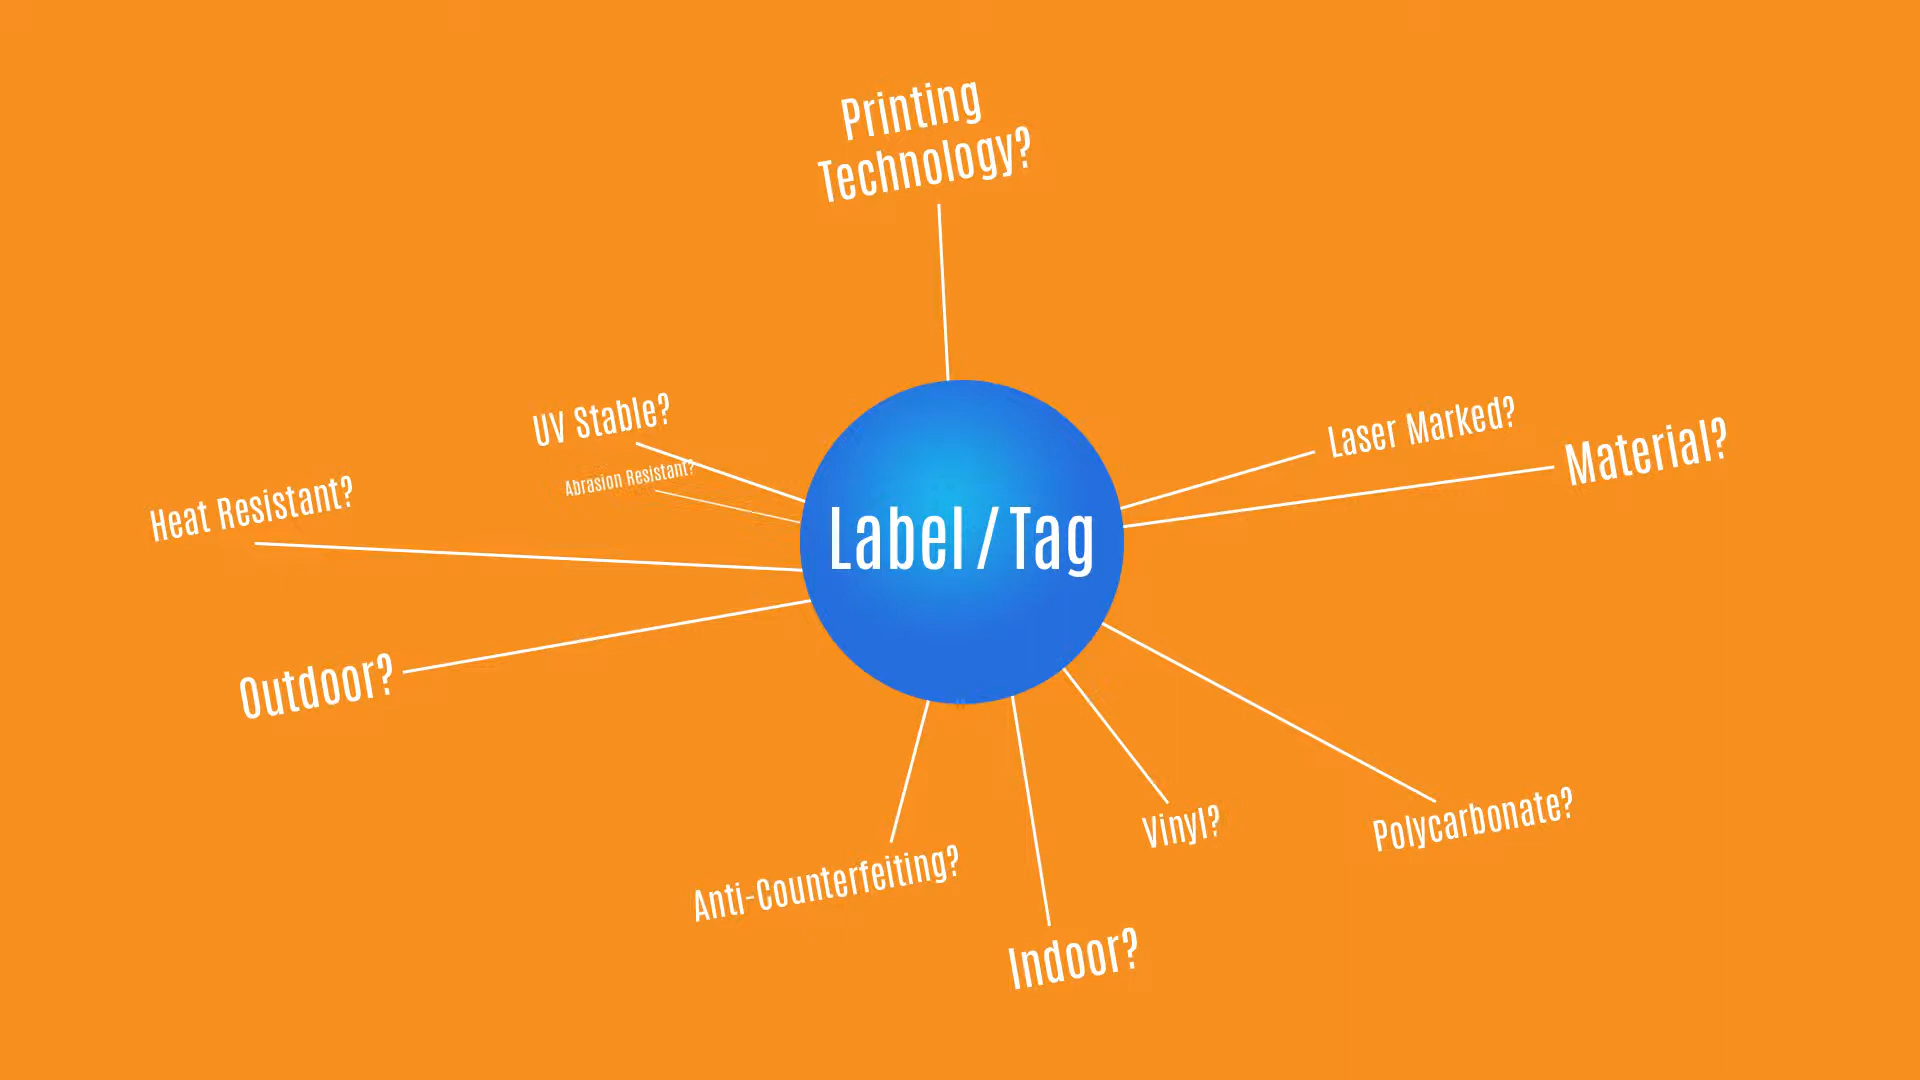 Printing
Technology?
UV Stable?
Laser Marked?
Material?
Abrasion Resistant?
Heat Resistant?
Label / Tag
Outdoor?
Vinyl?
Polycarbonate?
Anti-Counterfeiting?
Indoor?